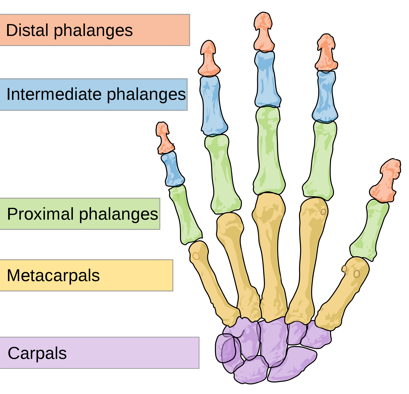 Distal phalanges
Intermediate phalanges
Proximal phalanges
Metacarpals
Carpals